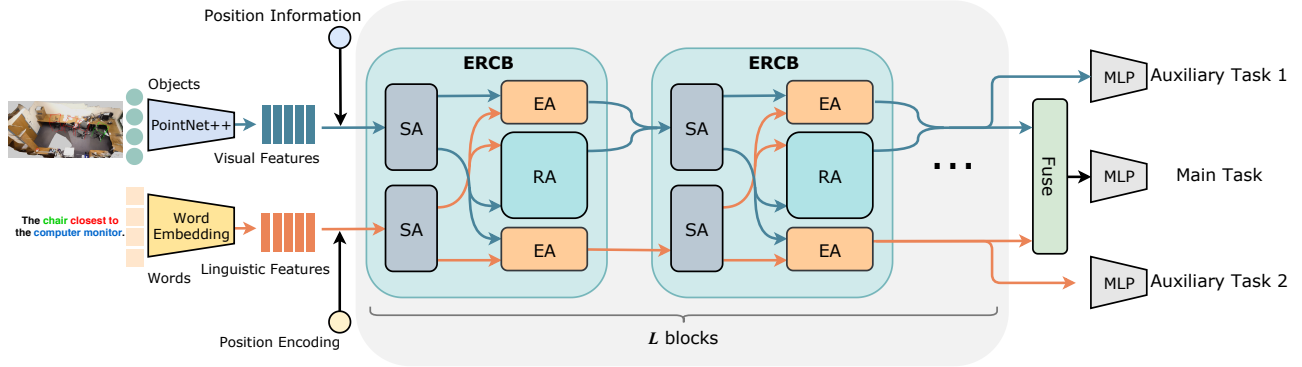 Position Information
Objects
PointNet++
Visual Features
The chair closest to
the computer monitor.
Word
Embedding
Words
Linguistic Features
Position Encoding
ERCB
SA
SA
EA
RA
EA
ERCB
SA
SA
EA
RA
EA
...
L blocks
Fuse
MLP
Auxiliary Task 1
MLP
Main Task
MLP
Auxiliary Task 2